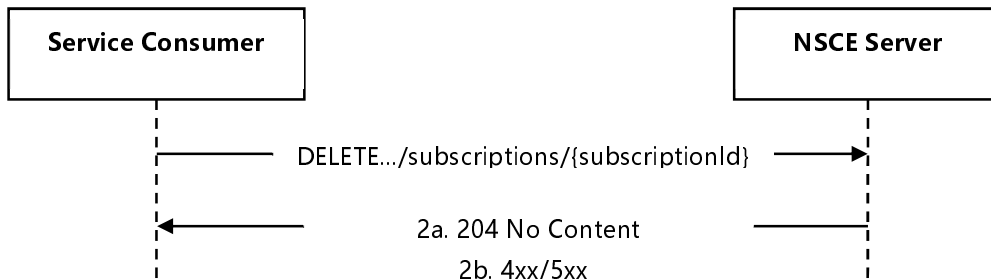 Service Consumer
NSCE Server
DELETE.../subscriptions/{subscriptionId}
2a. 204 No Content
2b. 4xx/5xx